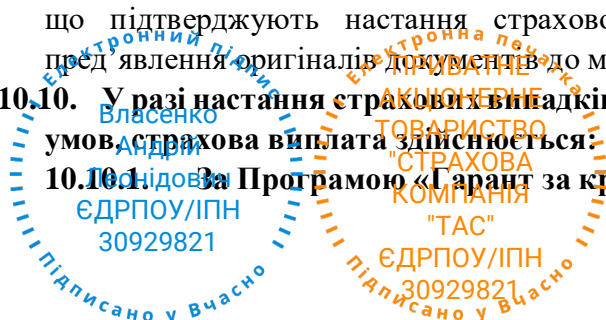 що підтверджують настання страхово
пред’явлення оригіналів документів до м
10.10. У разі настання страхових випадкі
умов, страхова виплата здійснюється:
10.10.1. За Програмою «Гарант за кр
Електронний підпис
Власенко
Андрій
Леонідович
ЄДРПОУ/ІПН
30929821
Підписано у Вчасно
Електронна печатка
ПРИВАТНЕ
АКЦІОНЕРНЕ
ТОВАРИСТВО
"СТРАХОВА
КОМПАНІЯ
"ТАС"
ЄДРПОУ/ІПН
30929821
Підписано у Вчасно